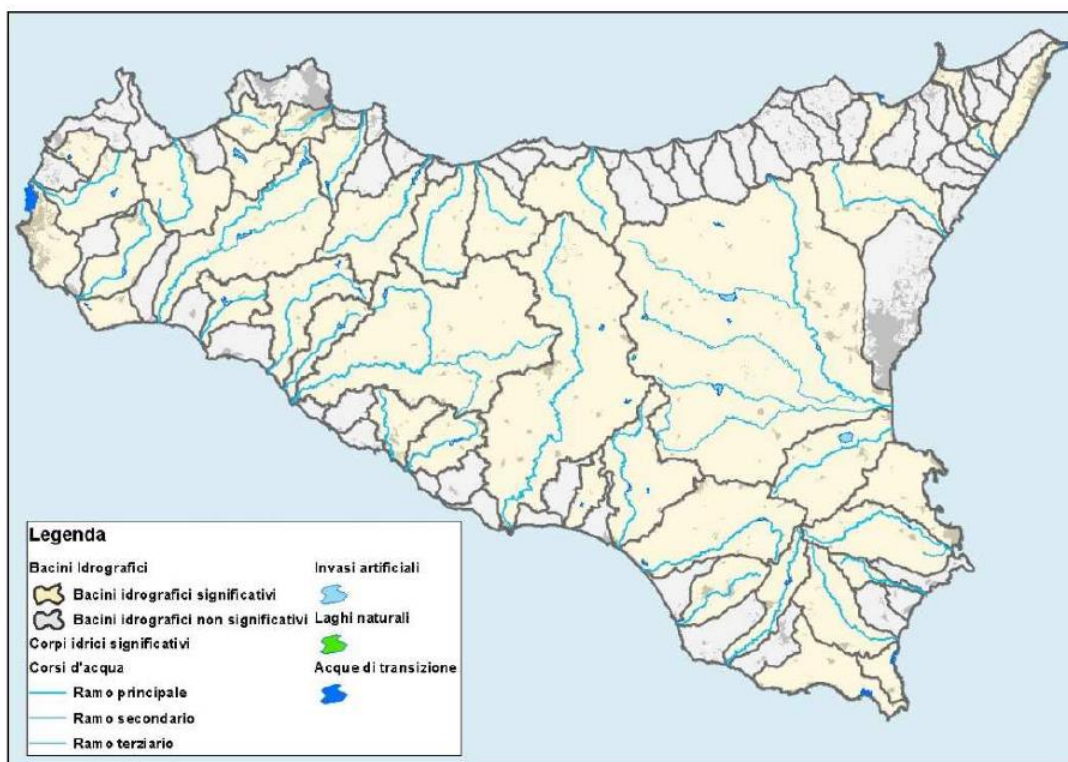 Legenda
Bacini Idrografici
Bacini idrografici significativi
Bacini idrografici non significativi
Corpi idrici significativi
Corsi d'acqua
Ramo principale
Ramo secondario
Ramo terziario
Invasi artificiali
Laghi naturali
Acque di transizione